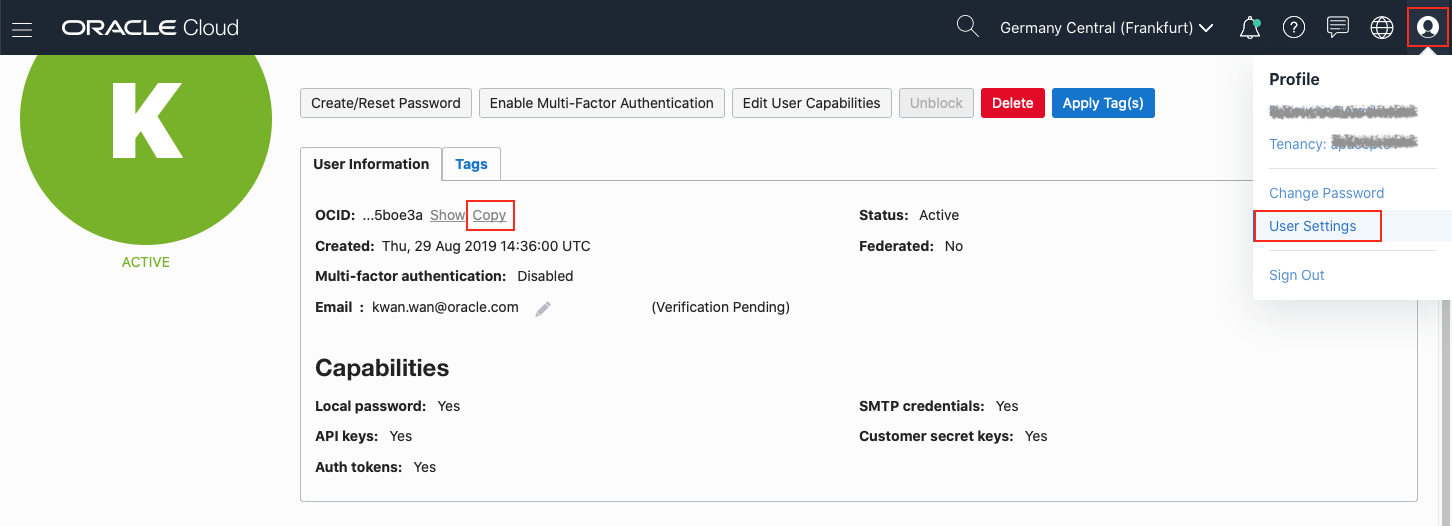 ORACLE Cloud
Germany Central (Frankfurt)
K
ACTIVE
Create/Reset Password
Enable Multi-Factor Authentication
Edit User Capabilities
Unblock
Delete
Apply Tag(s)
User Information
Tags
OCID: ...5boe3a Show Copy
Status: Active
Created: Thu, 29 Aug 2019 14:36:00 UTC
Federated: No
Multi-factor authentication: Disabled
Email : kwan.wan@oracle.com (Verification Pending)
Capabilities
Local password: Yes
SMTP credentials: Yes
API keys: Yes
Customer secret keys: Yes
Auth tokens: Yes
Profile
Tenancy:
Change Password
User Settings
Sign Out